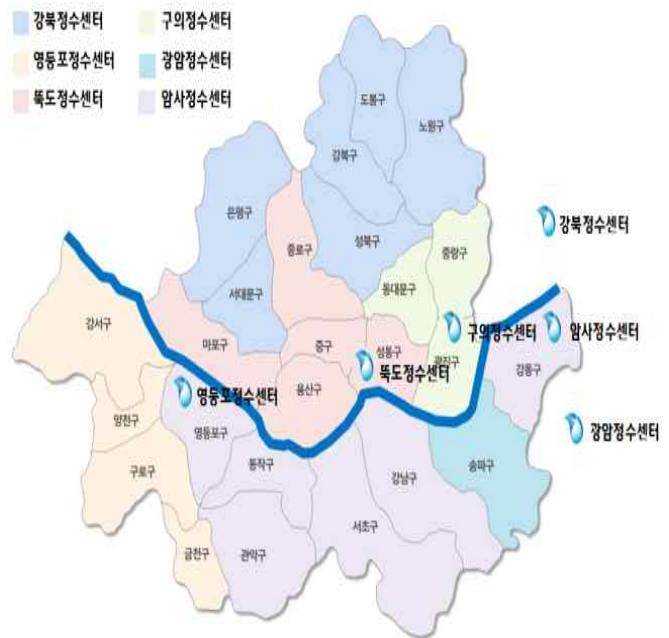 강북정수센터 구의정수센터
영등포정수센터 광암정수센터
뚝도정수센터 암사정수센터
도봉구
노원구
강북구
은평구
성북구
종로구
중랑구
강북정수센터
서대문구
동대문구
강서구
마포구
중구
성동구
구의정수센터
암사정수센터
광진구
뚝도정수센터
강동구
영등포정수센터
용산구
양천구
영등포구
광암정수센터
동작구
송파구
구로구
강남구
서초구
금천구
관악구